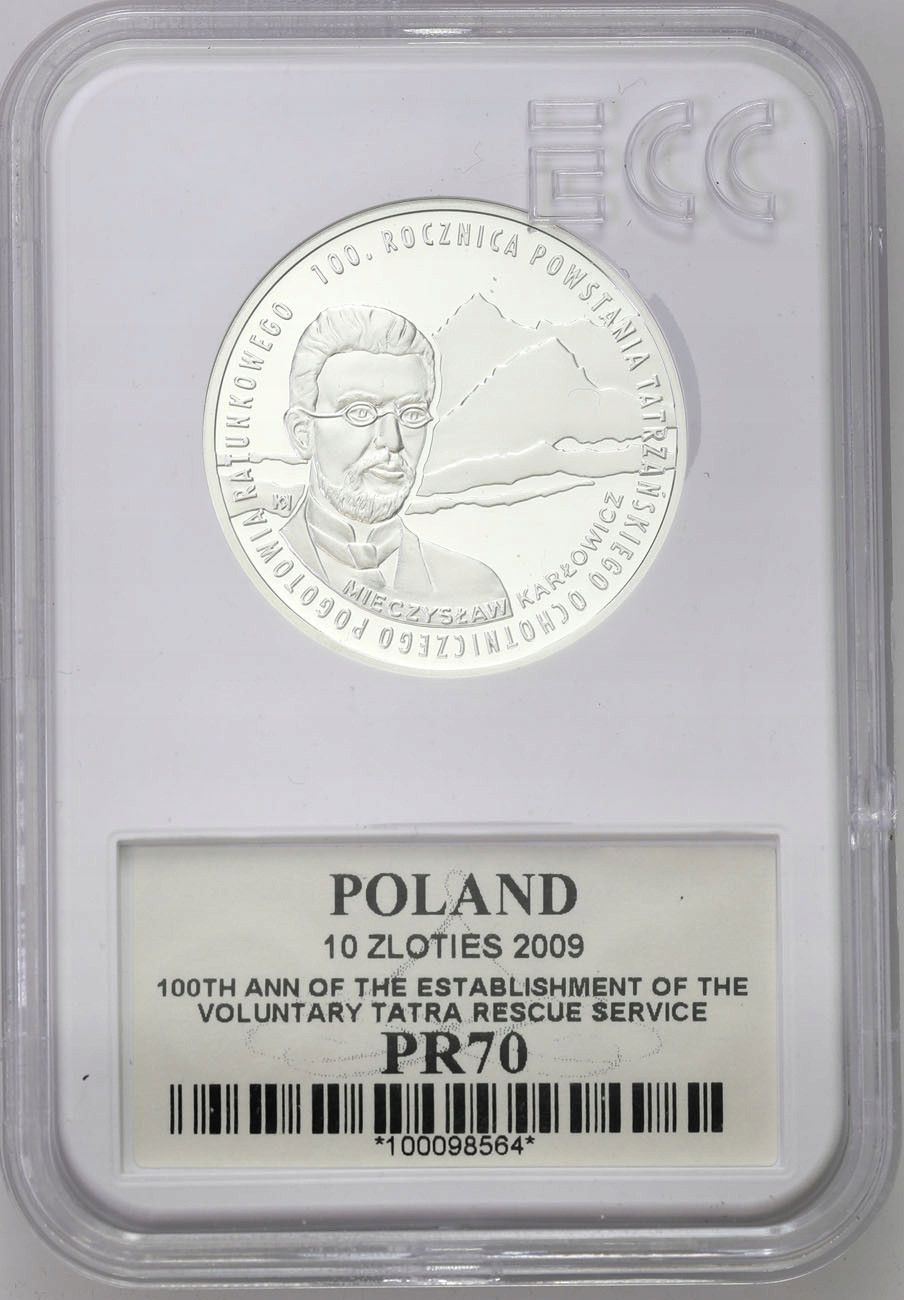 ECC
100. ROCZNICA POWSTANIA TATRZAŃSKIEGO OCHOTNICZEGO POGOTOWIA RATUNKOWEGO
MIECZYSŁAW KARŁOWICZ
POLAND
10 ZLOTIES 2009
100TH ANN OF THE ESTABLISHMENT OF THE
VOLUNTARY TATRA RESCUE SERVICE
PR70
*100098564*